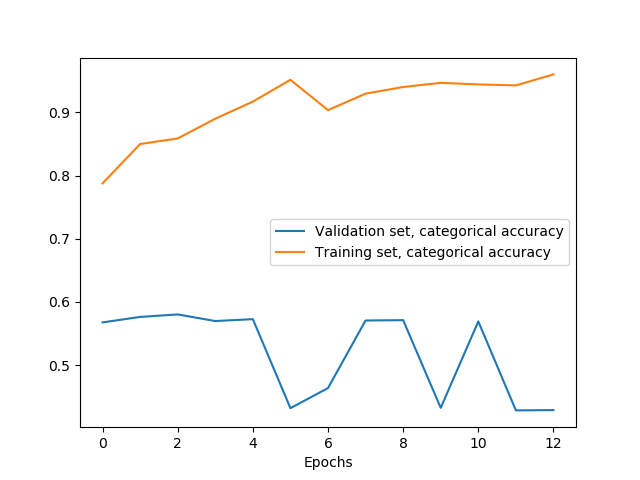 0.9
0.8
0.7
0.6
0.5
Validation set, categorical accuracy
Training set, categorical accuracy
0 2 4 6 8 10 12
Epochs